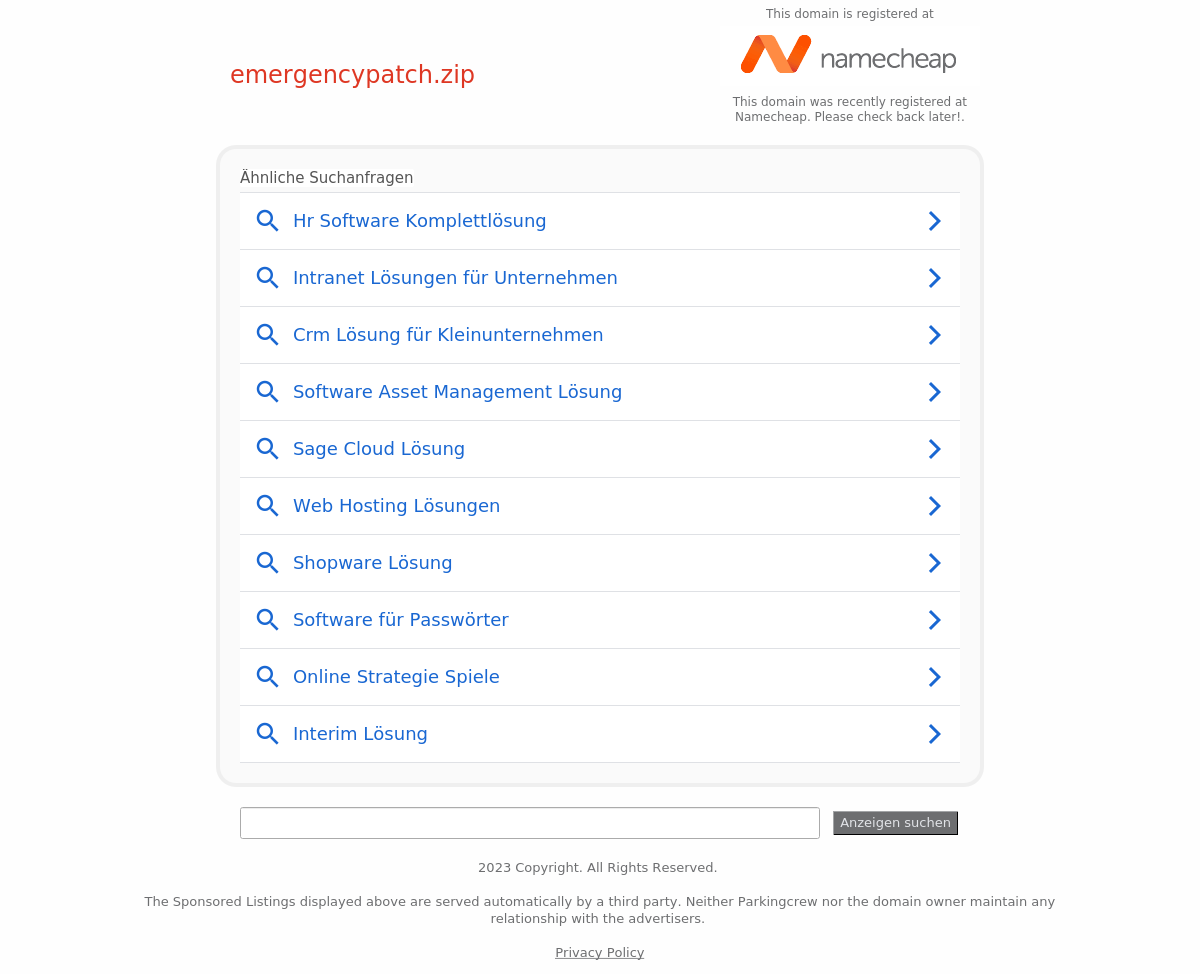 This domain is registered at
namecheap
emergencypatch.zip
This domain was recently registered at
Namecheap. Please check back later!.
Ähnliche Suchanfragen
Hr Software Komplettlösung
Intranet Lösungen für Unternehmen
Crm Lösung für Kleinunternehmen
Software Asset Management Lösung
Sage Cloud Lösung
Web Hosting Lösungen
Shopware Lösung
Software für Passwörter
Online Strategie Spiele
Interim Lösung
Anzeigen suchen
2023 Copyright. All Rights Reserved.
The Sponsored Listings displayed above are served automatically by a third party. Neither Parkingcrew nor the domain owner maintain any
relationship with the advertisers.
Privacy Policy